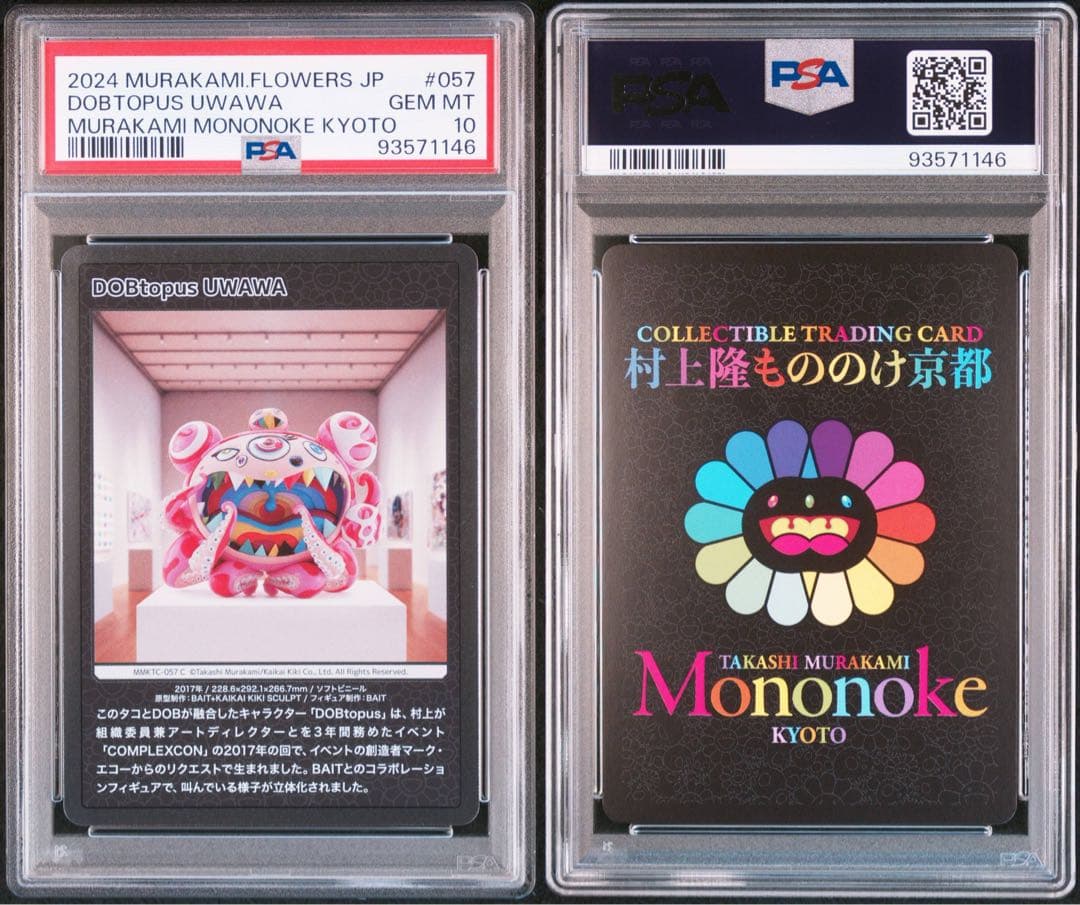 2024 MURAKAMI.FLOWERS JP #057
DOBTOPUS UWAWA GEM MT
MURAKAMI MONONOKE KYOTO 10
PSA 93571146
DOBtopus UWAWA
MMKTC-057 C ©Takashi Murakami/Kaikai Kiki Co., Ltd. All Rights Reserved.
2017年 / 228.6×292.1×266.7mm / ソフトビニール
原型制作：BAIT+KAIKAI KIKI SCULPT / フィギュア制作：BAIT
このタコとDOBが融合したキャラクター「DOBtopus」は、村上が
組織委員兼アートディレクターとを3年間務めたイベント
「COMPLEXCON」の2017年の回で、イベントの創造者マーク・
エコーからのリクエストで生まれました。BAITとのコラボレーショ
ンフィギュアで、叫んでいる様子が立体化されました。
PSA
PSA
PSA
93571146
COLLECTIBLE TRADING CARD
村上隆もののけ京都
TAKASHI MURAKAMI
Mononoke
KYOTO
PSA